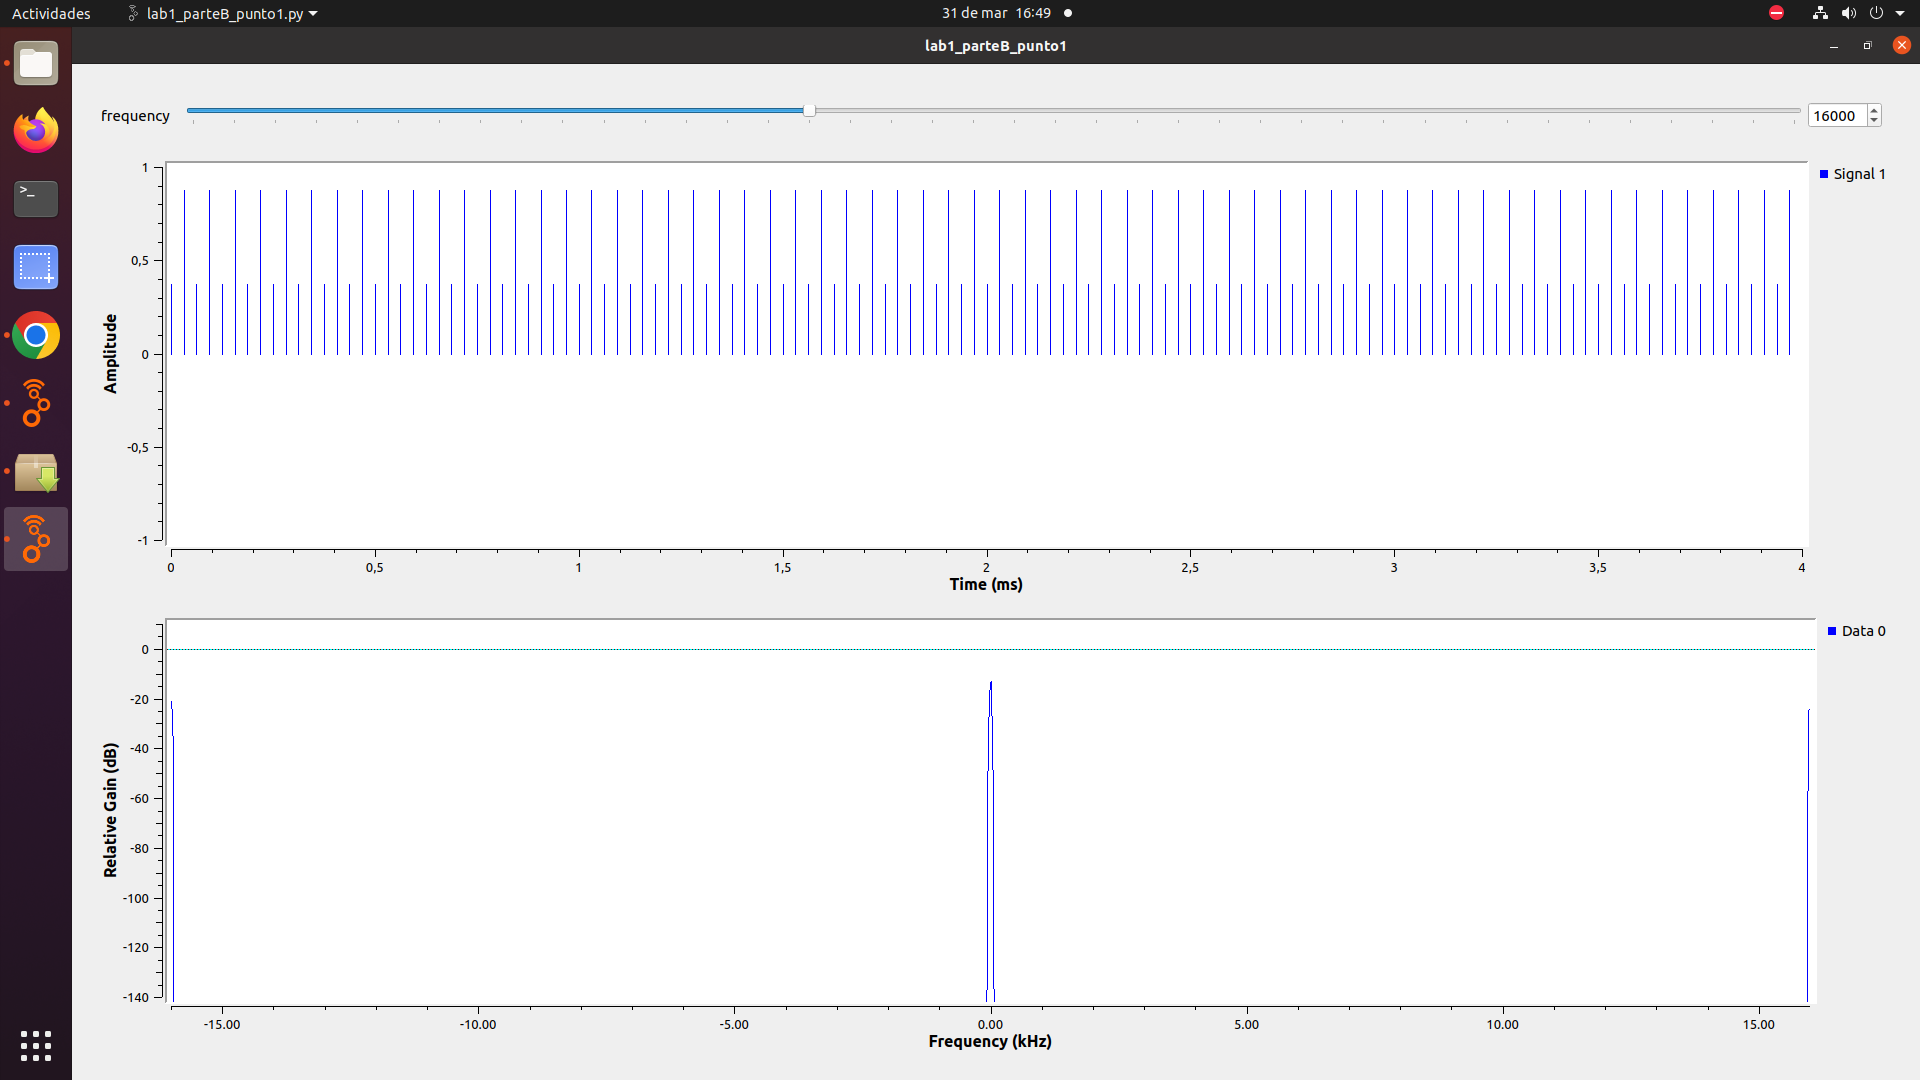 Actividades lab1_parteB_punto1.py 31 de mar 16:49
lab1_parteB_punto1
frequency 16000
1
0,5
0
-0,5
-1
Amplitude
Signal 1
0 0,5 1 1,5 2 2,5 3 3,5 4
Time (ms)
0
-20
-40
-60
-80
-100
-120
-140
Relative Gain (dB)
Data 0
-15.00 -10.00 -5.00 0.00 5.00 10.00 15.00
Frequency (kHz)